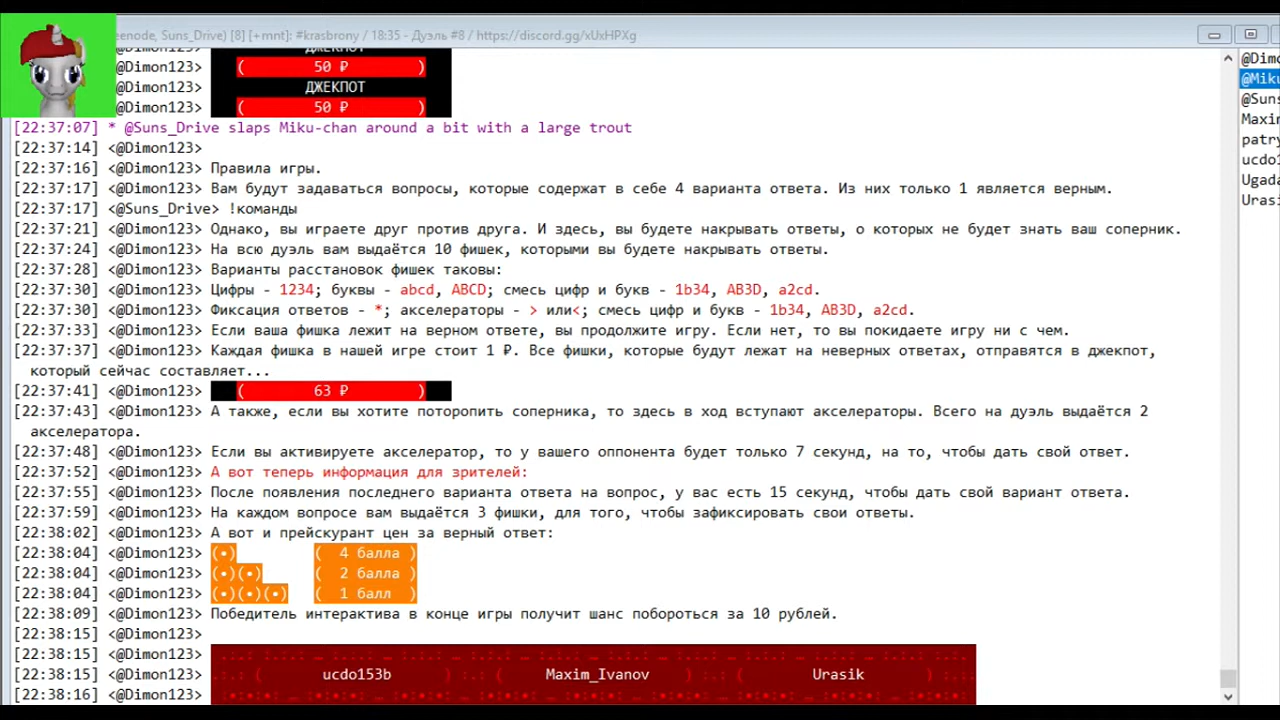 eenode, Suns_Drive) [8] [+mnt]: #krasbrony / 18:35 - Дуэль #8 / https://discord.gg/xUxHPXg
@Dimon123> ДЖЕКПОТ
@Dimon123> ( 50 ₽ )
@Dimon123> ДЖЕКПОТ
@Dimon123> ( 50 ₽ )
[22:37:07] * @Suns_Drive slaps Miku-chan around a bit with a large trout
[22:37:14] <@Dimon123>
[22:37:16] <@Dimon123> Правила игры.
[22:37:17] <@Dimon123> Вам будут задаваться вопросы, которые содержат в себе 4 варианта ответа. Из них только 1 является верным.
[22:37:17] <@Suns_Drive> !команды
[22:37:21] <@Dimon123> Однако, вы играете друг против друга. И здесь, вы будете накрывать ответы, о которых не будет знать ваш соперник.
[22:37:24] <@Dimon123> На всю дуэль вам выдаётся 10 фишек, которыми вы будете накрывать ответы.
[22:37:28] <@Dimon123> Варианты расстановок фишек таковы:
[22:37:30] <@Dimon123> Цифры - 1234; буквы - abcd, ABCD; смесь цифр и букв - 1b34, AB3D, a2cd.
[22:37:30] <@Dimon123> Фиксация ответов - *; акселераторы - > или<; смесь цифр и букв - 1b34, AB3D, a2cd.
[22:37:33] <@Dimon123> Если ваша фишка лежит на верном ответе, вы продолжите игру. Если нет, то вы покидаете игру ни с чем.
[22:37:37] <@Dimon123> Каждая фишка в нашей игре стоит 1 ₽. Все фишки, которые будут лежат на неверных ответах, отправятся в джекпот,
который сейчас составляет...
[22:37:41] <@Dimon123> ( 63 ₽ )
[22:37:43] <@Dimon123> А также, если вы хотите поторопить соперника, то здесь в ход вступают акселераторы. Всего на дуэль выдаётся 2
акселератора.
[22:37:48] <@Dimon123> Если вы активируете акселератор, то у вашего оппонента будет только 7 секунд, на то, чтобы дать свой ответ.
[22:37:52] <@Dimon123> А вот теперь информация для зрителей:
[22:37:55] <@Dimon123> После появления последнего варианта ответа на вопрос, у вас есть 15 секунд, чтобы дать свой вариант ответа.
[22:37:59] <@Dimon123> На каждом вопросе вам выдаётся 3 фишки, для того, чтобы зафиксировать свои ответы.
[22:38:02] <@Dimon123> А вот и прейскурант цен за верный ответ:
[22:38:04] <@Dimon123> (•) ( 4 балла )
[22:38:04] <@Dimon123> (•)(•) ( 2 балла )
[22:38:04] <@Dimon123> (•)(•)(•) ( 1 балл )
[22:38:09] <@Dimon123> Победитель интерактива в конце игры получит шанс побороться за 10 рублей.
[22:38:15] <@Dimon123>
[22:38:15] <@Dimon123>
[22:38:15] <@Dimon123> .:.: ( ucdo153b ) :.: ( Maxim_Ivanov ) :.: ( Urasik ) :.:.
[22:38:16] <@Dimon123>
@Dimo
@Miku
@Suns
Maxim
patry
ucdo1
Ugada
Urasi